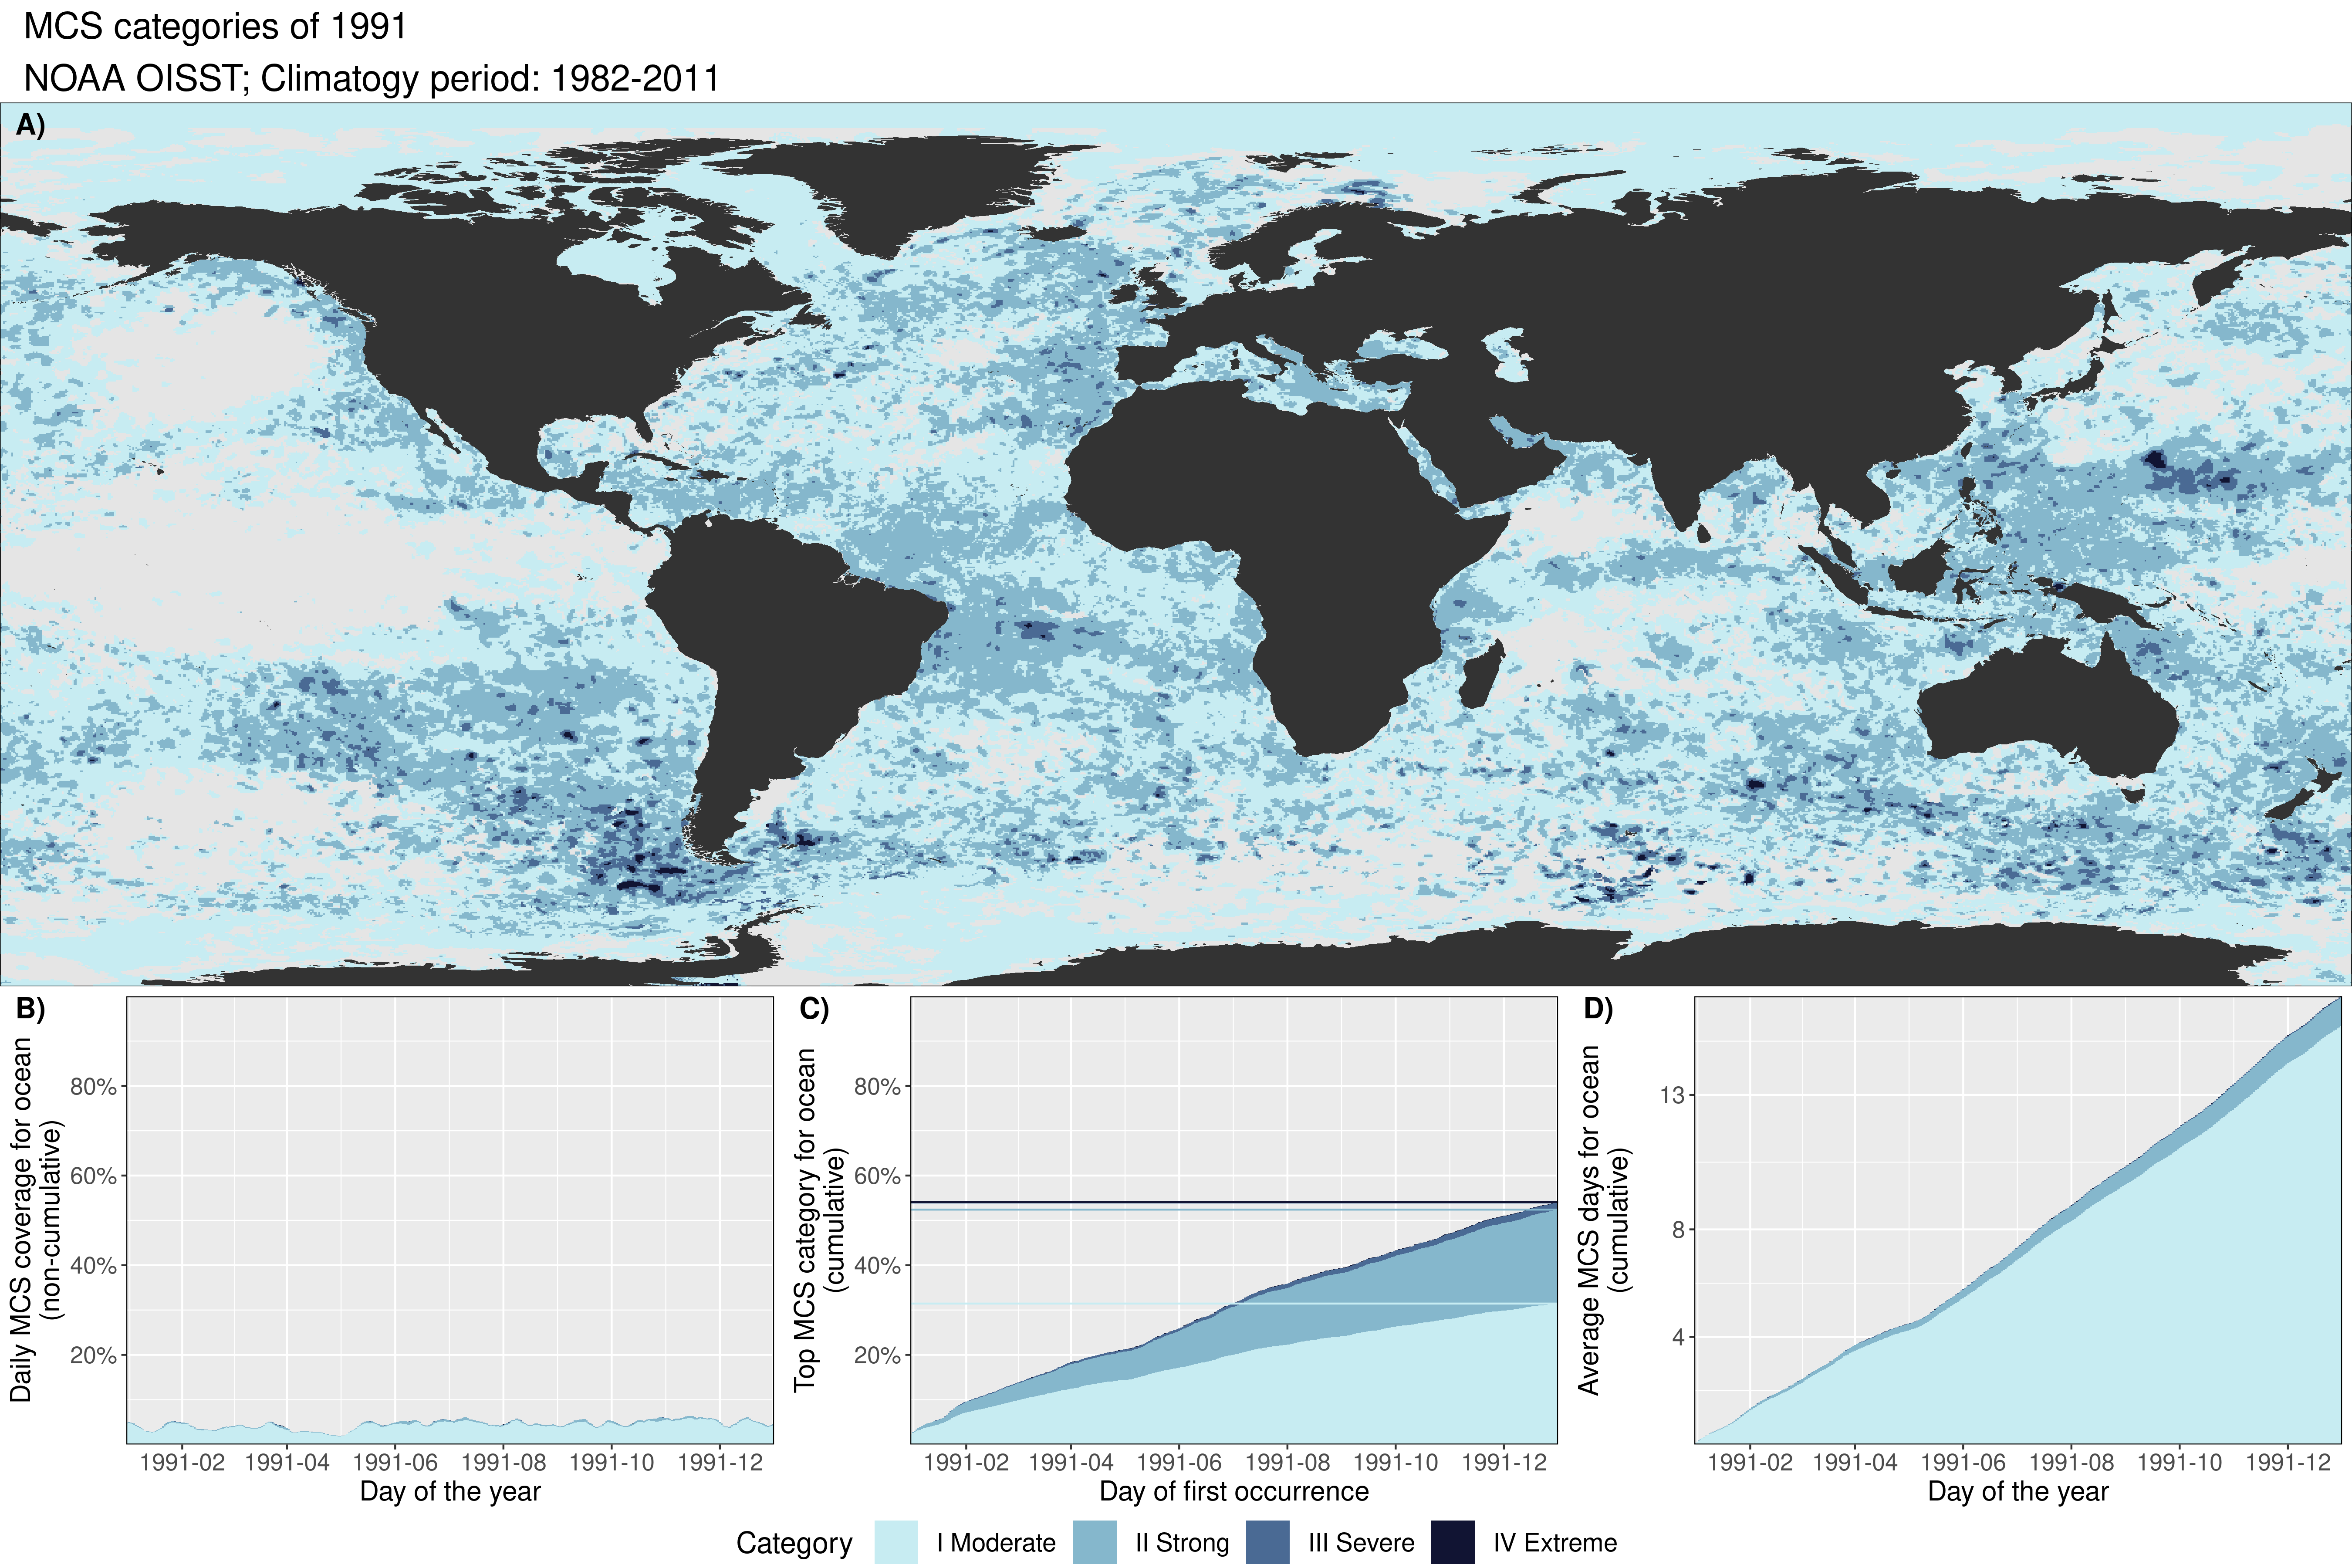 MCS categories of 1991
NOAA OISST; Climatogy period: 1982-2011
A)
B)
Daily MCS coverage for ocean
(non-cumulative)
80%
60%
40%
20%
1991-02 1991-04 1991-06 1991-08 1991-10 1991-12
Day of the year
C)
Top MCS category for ocean
(cumulative)
80%
60%
40%
20%
1991-02 1991-04 1991-06 1991-08 1991-10 1991-12
Day of first occurrence
D)
Average MCS days for ocean
(cumulative)
13
8
4
1991-02 1991-04 1991-06 1991-08 1991-10 1991-12
Day of the year
Category I Moderate II Strong III Severe IV Extreme